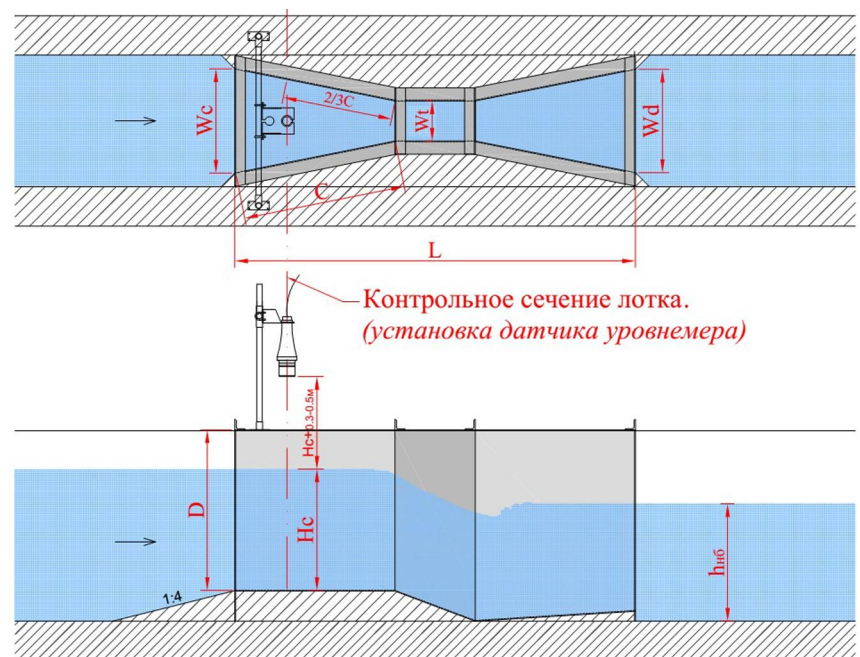 2/3C
Wc
Wt
Wd
C
L
Контрольное сечение лотка.
(установка датчика уровнемера)
Hc+0.3-0.5м
D
Hc
hнб
1:4